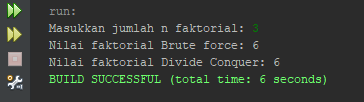 run:
Masukkan jumlah n faktorial: 3
Nilai faktorial Brute force: 6
Nilai faktorial Divide Conquer: 6
BUILD SUCCESSFUL (total time: 6 seconds)